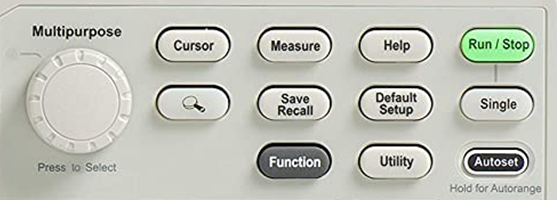 Multipurpose
Cursor
Measure
Help
Run / Stop
Save
Recall
Default
Setup
Single
Press to Select
Function
Utility
Autoset
Hold for Autorange